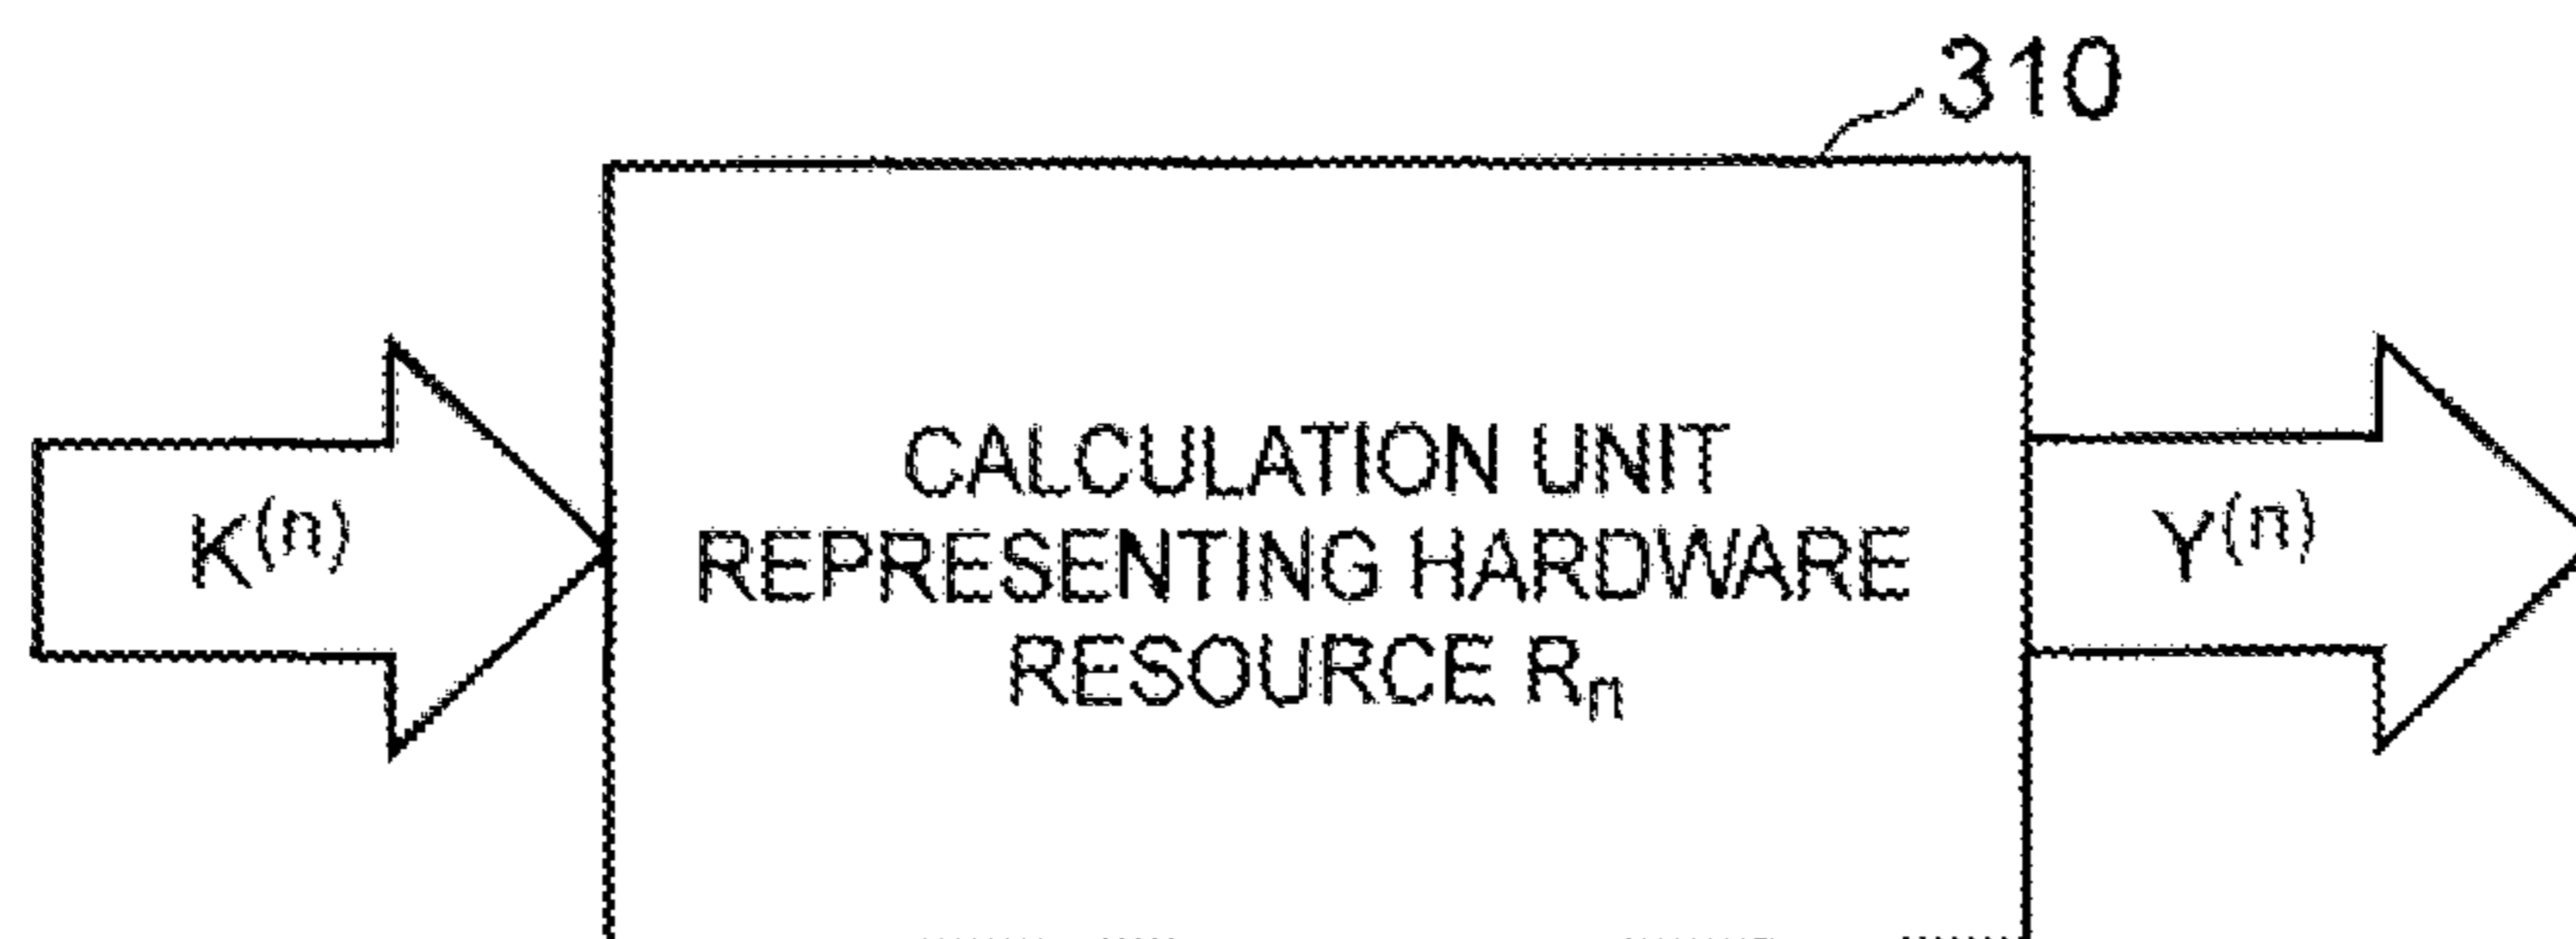 310
K(n)
CALCULATION UNIT
REPRESENTING HARDWARE
RESOURCE Rn
Y(n)